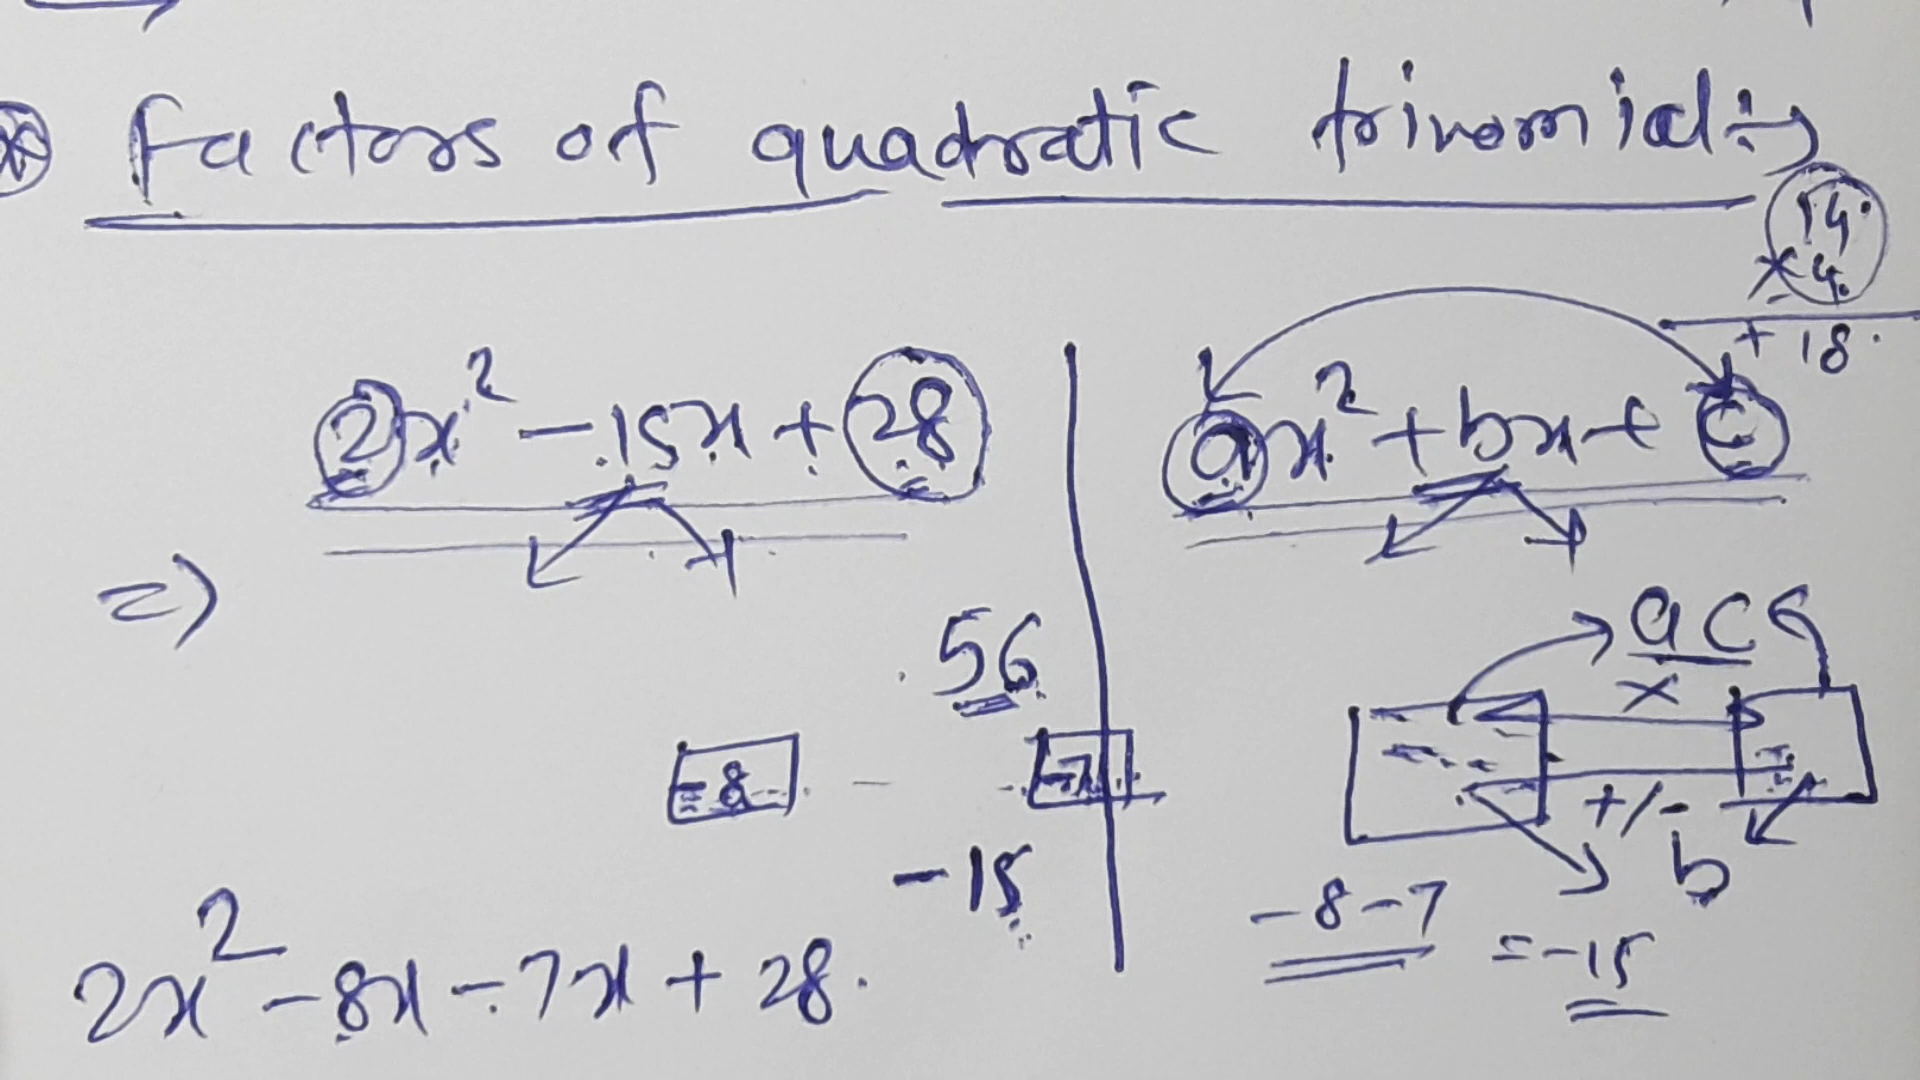 Factors of quadratic trinomial:-
14
×4
+18
2x² - 15x + 28
ax² + bx + c
=>
56
ac
×
-8
-7
+/-
b
-15
-8-7
= -15
2x² - 8x - 7x + 28.